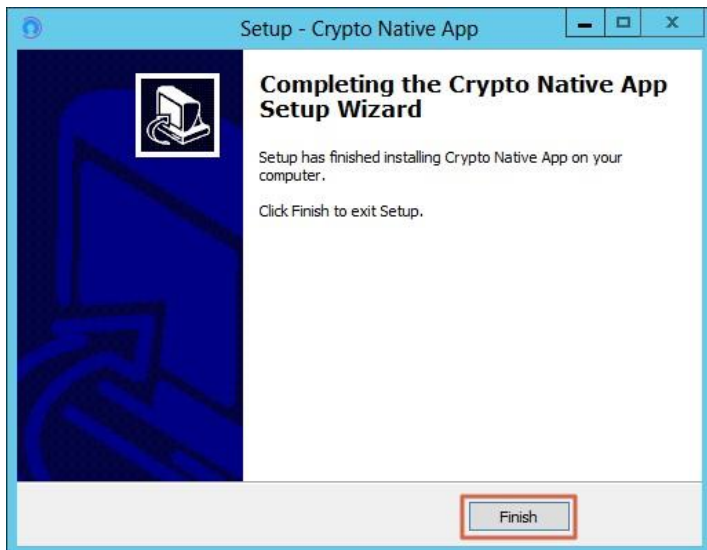 Setup - Crypto Native App
Completing the Crypto Native App
Setup Wizard
Setup has finished installing Crypto Native App on your
computer.
Click Finish to exit Setup.
Finish